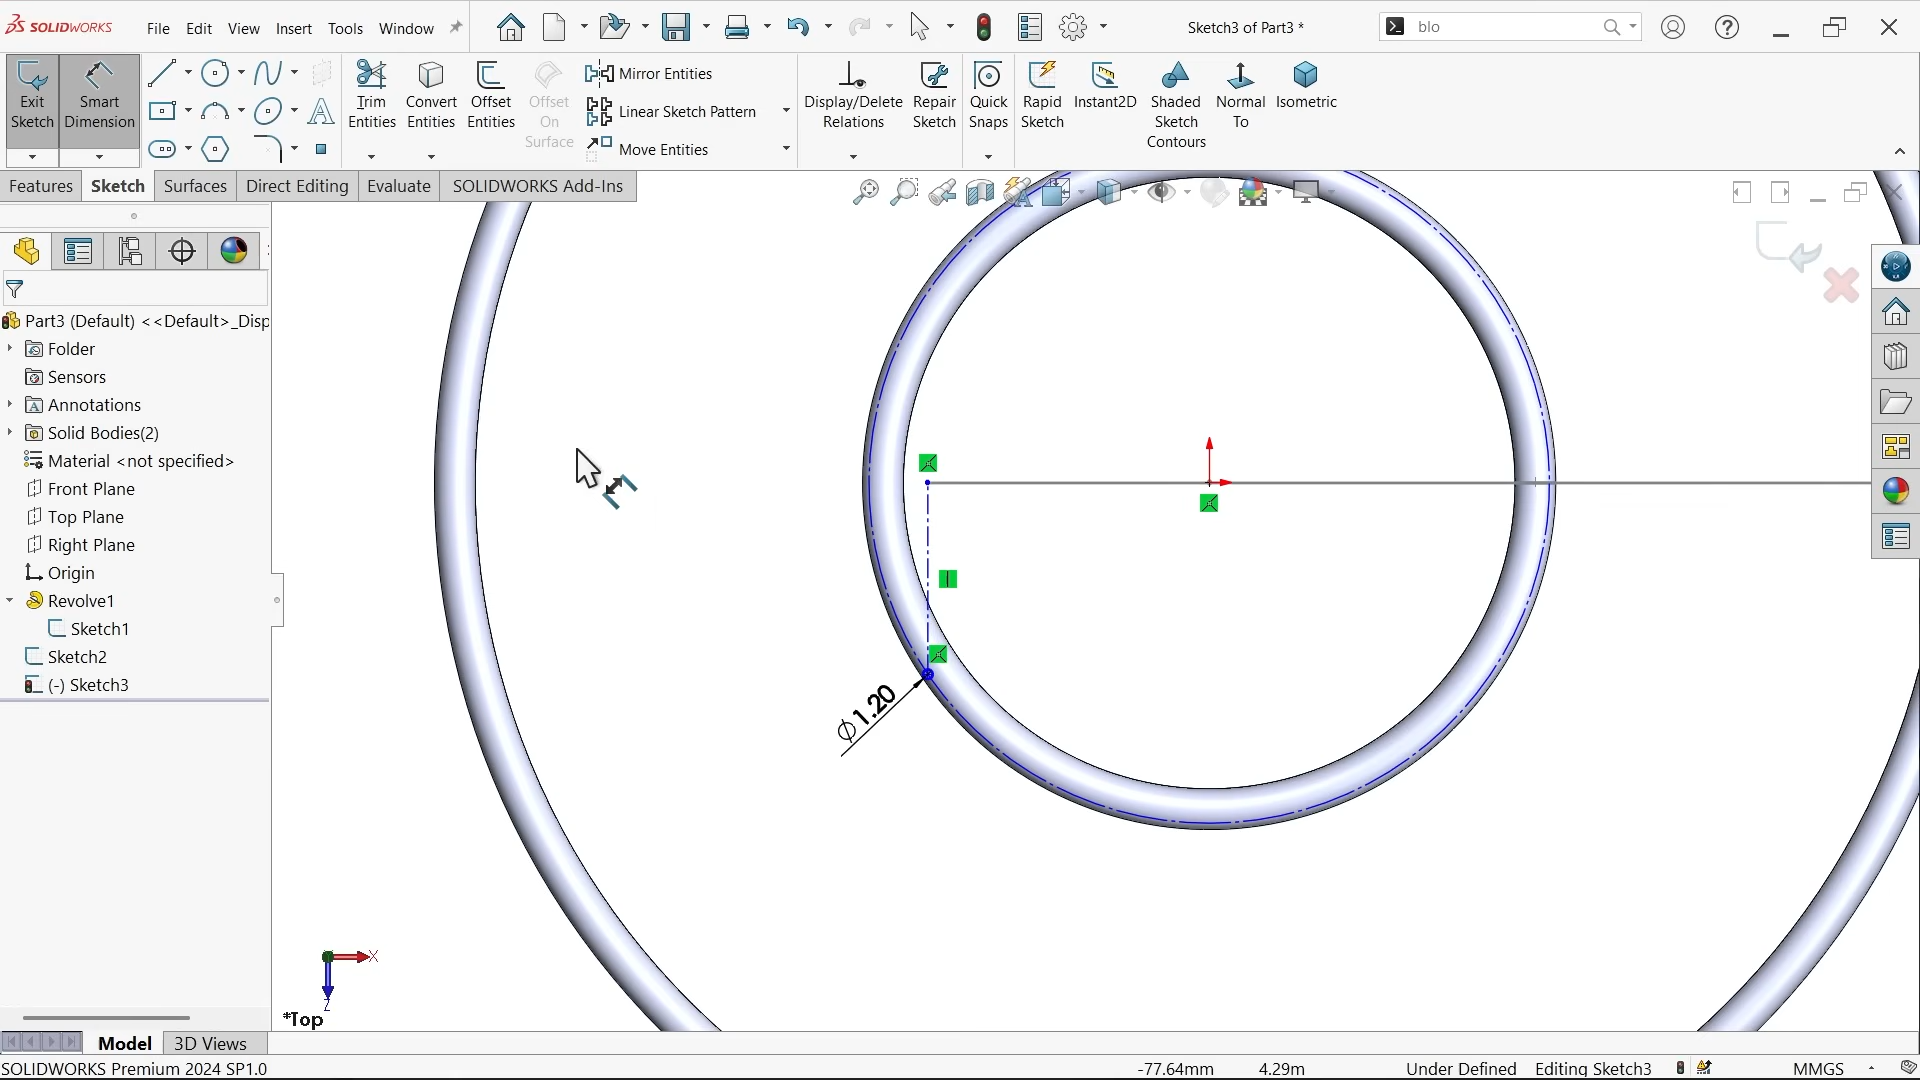 SOLIDWORKS File Edit View Insert Tools Window Sketch3 of Part3 * blo
Exit Sketch
Smart Dimension
Trim Entities
Convert Entities
Offset Entities
Offset On Surface
Mirror Entities
Linear Sketch Pattern
Move Entities
Display/Delete Relations
Repair Sketch
Quick Snaps
Rapid Sketch
Instant2D
Shaded Sketch Contours
Normal To
Isometric
Features Sketch Surfaces Direct Editing Evaluate SOLIDWORKS Add-Ins
Part3 (Default) <<Default>_Disp
Folder
Sensors
Annotations
Solid Bodies(2)
Material <not specified>
Front Plane
Top Plane
Right Plane
Origin
Revolve1
Sketch1
Sketch2
(-) Sketch3
∅1.20
X
Z
*Top
Model 3D Views
SOLIDWORKS Premium 2024 SP1.0 -77.64mm 4.29m Under Defined Editing Sketch3 MMGS